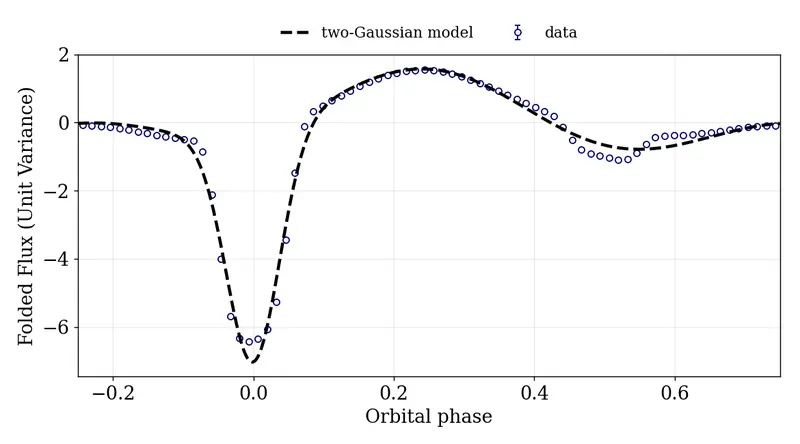 two-Gaussian model
data
Folded Flux (Unit Variance)
2
0
−2
−4
−6
−0.2
0.0
0.2
0.4
0.6
Orbital phase